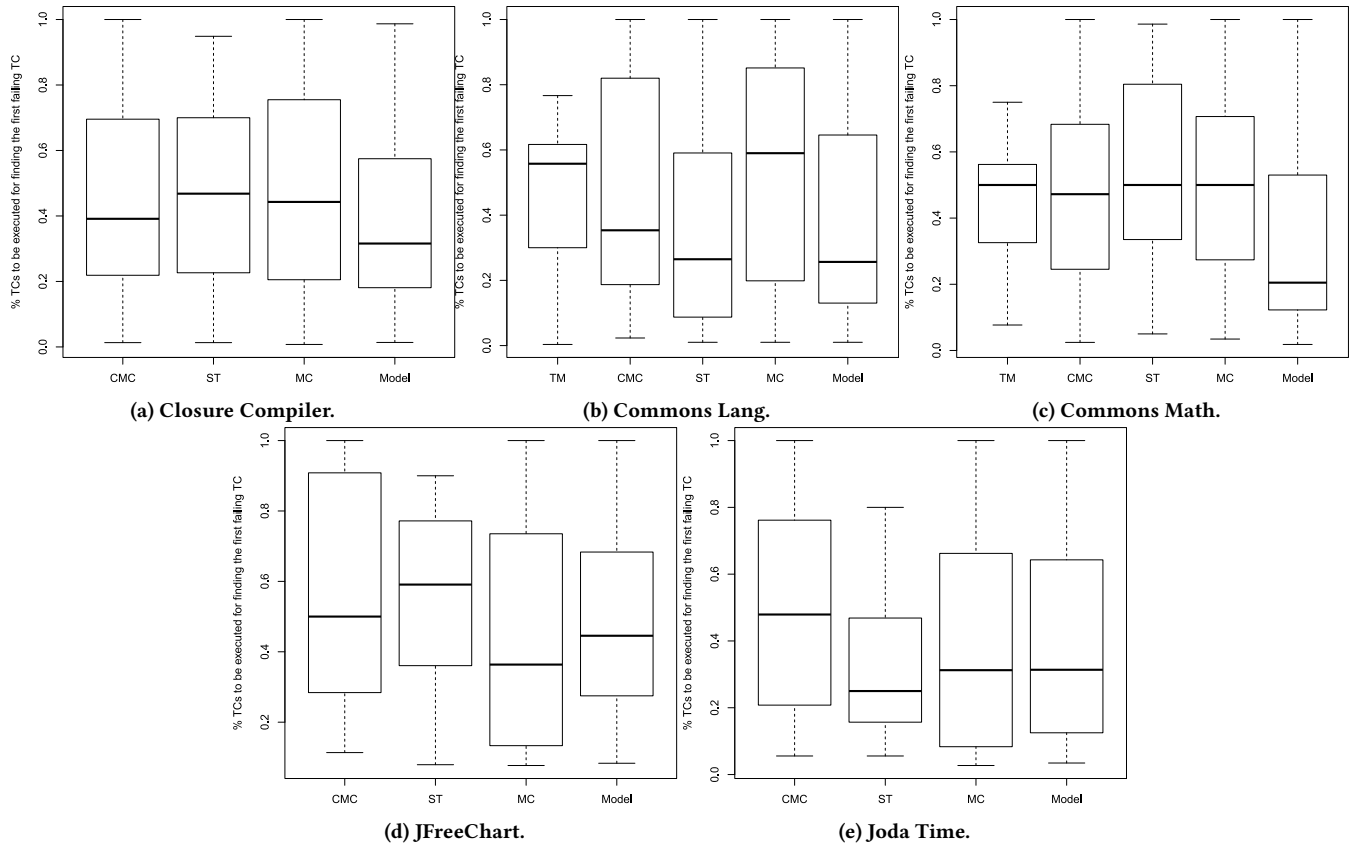 % TCs to be executed for finding the first failing TC
1.0
0.8
0.6
0.4
0.2
0.0
CMC ST MC Model
(a) Closure Compiler.
% TCs to be executed for finding the first failing TC
1.0
0.8
0.6
0.4
0.2
0.0
TM CMC ST MC Model
(b) Commons Lang.
% TCs to be executed for finding the first failing TC
1.0
0.8
0.6
0.4
0.2
0.0
TM CMC ST MC Model
(c) Commons Math.
% TCs to be executed for finding the first failing TC
1.0
0.8
0.6
0.4
0.2
CMC ST MC Model
(d) JFreeChart.
% TCs to be executed for finding the first failing TC
1.0
0.8
0.6
0.4
0.2
0.0
CMC ST MC Model
(e) Joda Time.